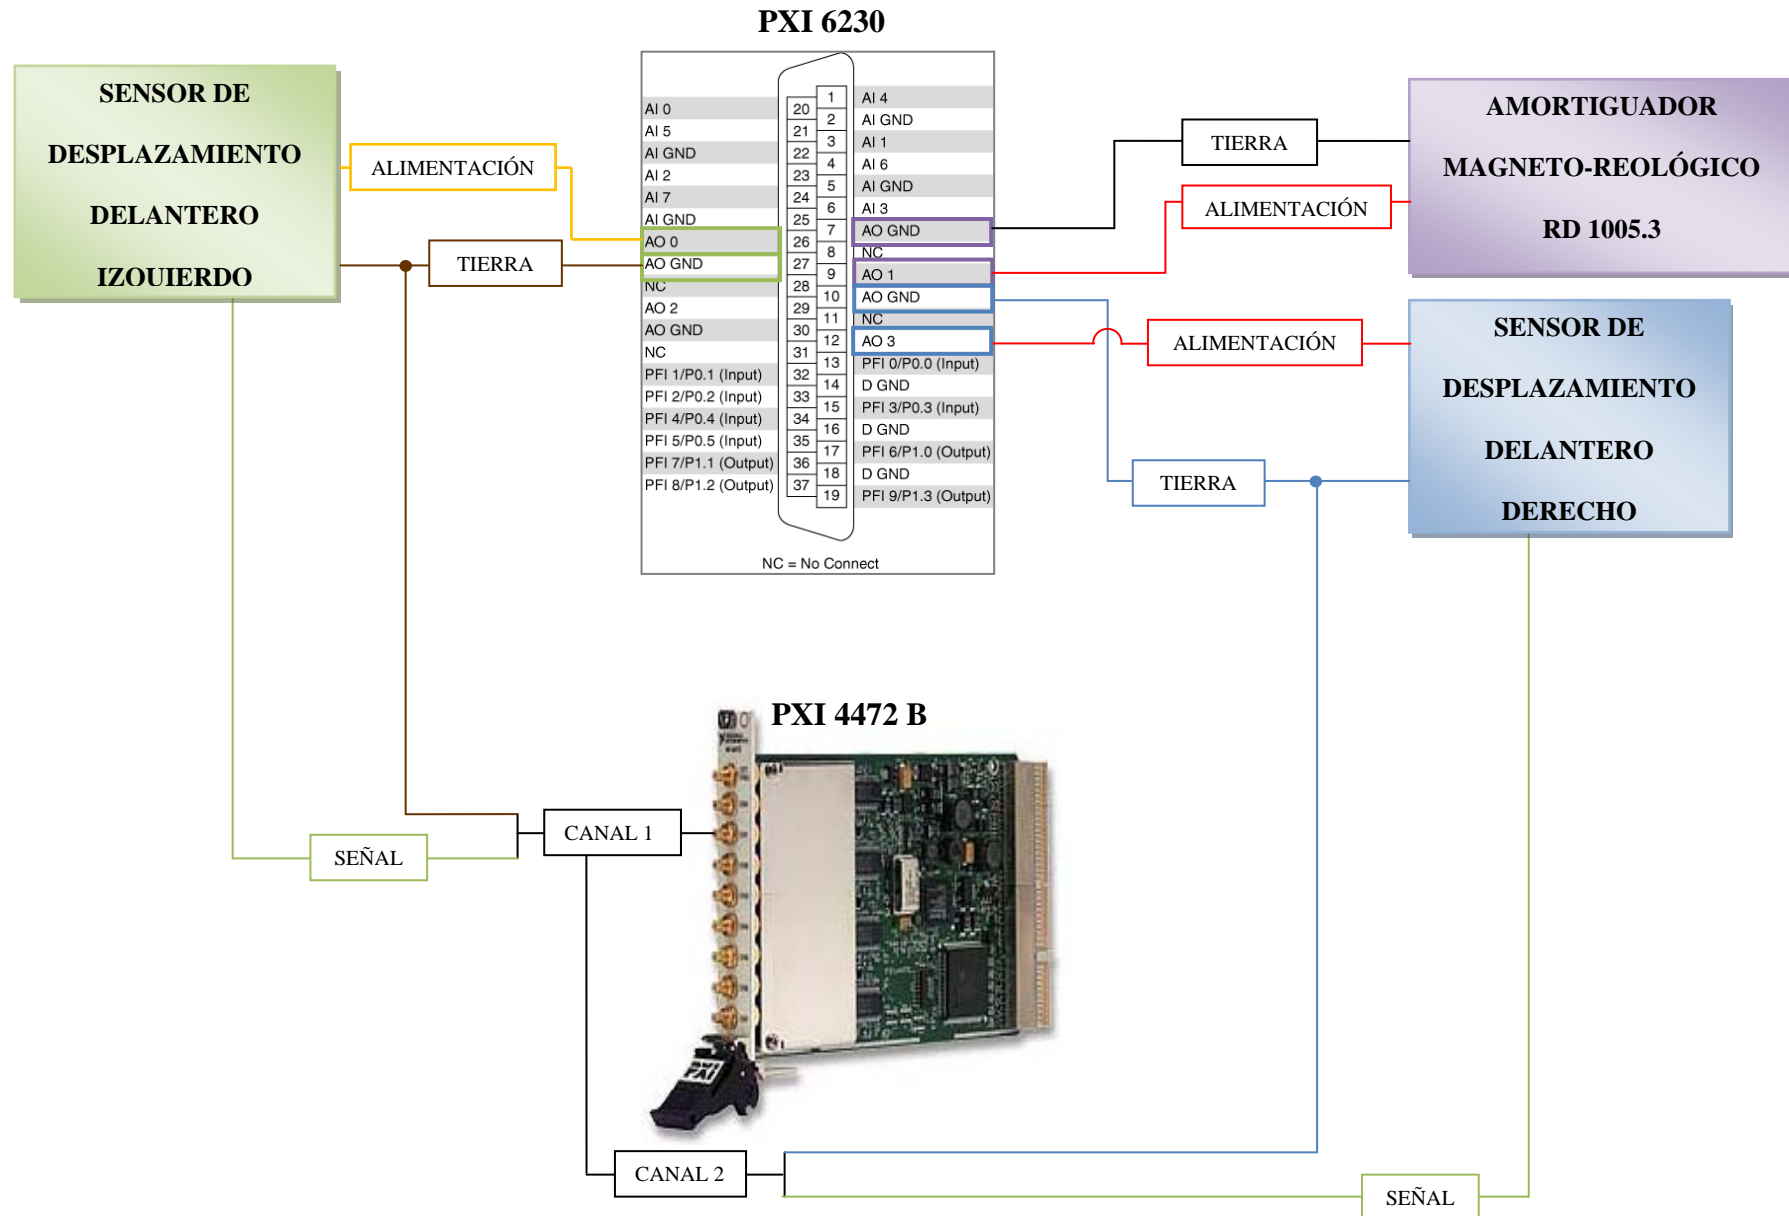 PXI 6230
SENSOR DE
DESPLAZAMIENTO
DELANTERO
IZOUIERDO
ALIMENTACIÓN
TIERRA
AI 0
AI 5
AI GND
AI 2
AI 7
AI GND
AO 0
AO GND
NC
AO 2
AO GND
NC
PFI 1/P0.1 (Input)
PFI 2/P0.2 (Input)
PFI 4/P0.4 (Input)
PFI 5/P0.5 (Input)
PFI 7/P1.1 (Output)
PFI 8/P1.2 (Output)
20
21
22
23
24
25
26
27
28
29
30
31
32
33
34
35
36
37
1
2
3
4
5
6
7
8
9
10
11
12
13
14
15
16
17
18
19
AI 4
AI GND
AI 1
AI 6
AI GND
AI 3
AO GND
NC
AO 1
AO GND
NC
AO 3
PFI 0/P0.0 (Input)
D GND
PFI 3/P0.3 (Input)
D GND
PFI 6/P1.0 (Output)
D GND
PFI 9/P1.3 (Output)
NC = No Connect
TIERRA
ALIMENTACIÓN
AMORTIGUADOR
MAGNETO-REOLÓGICO
RD 1005.3
ALIMENTACIÓN
TIERRA
SENSOR DE
DESPLAZAMIENTO
DELANTERO
DERECHO
PXI 4472 B
CANAL 1
SEÑAL
CANAL 2
SEÑAL